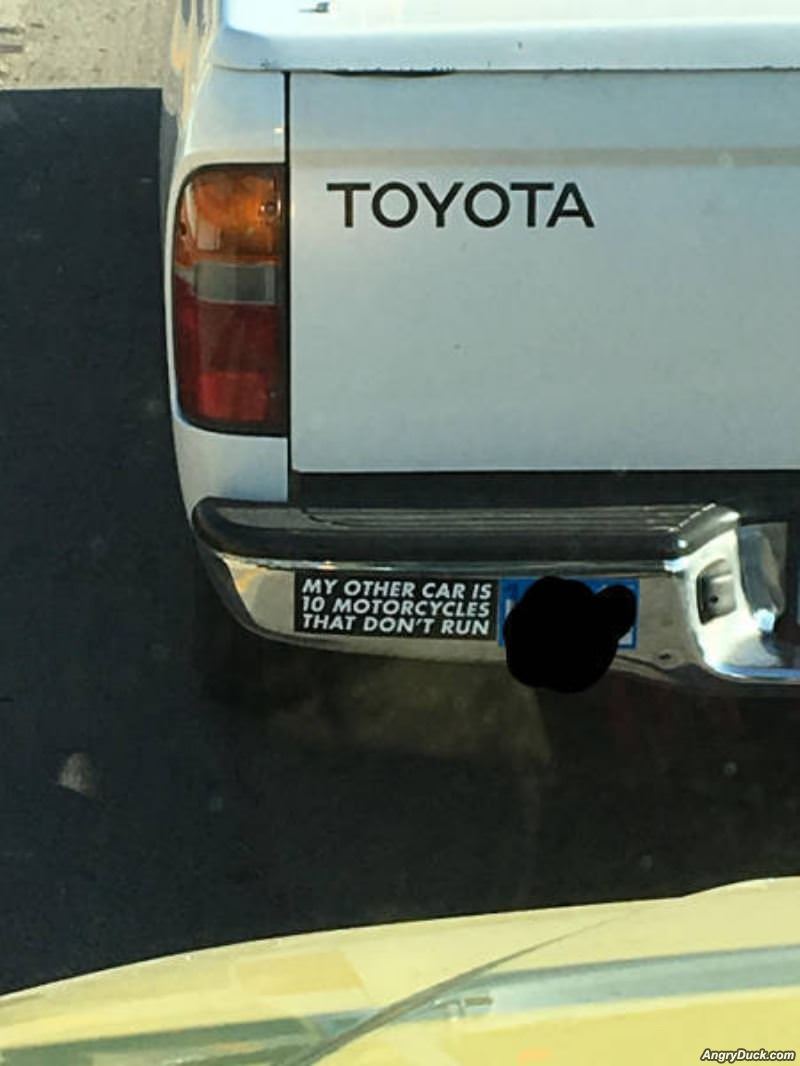 TOYOTA
MY OTHER CAR IS
10 MOTORCYCLES
THAT DON'T RUN
AngryDuck.com